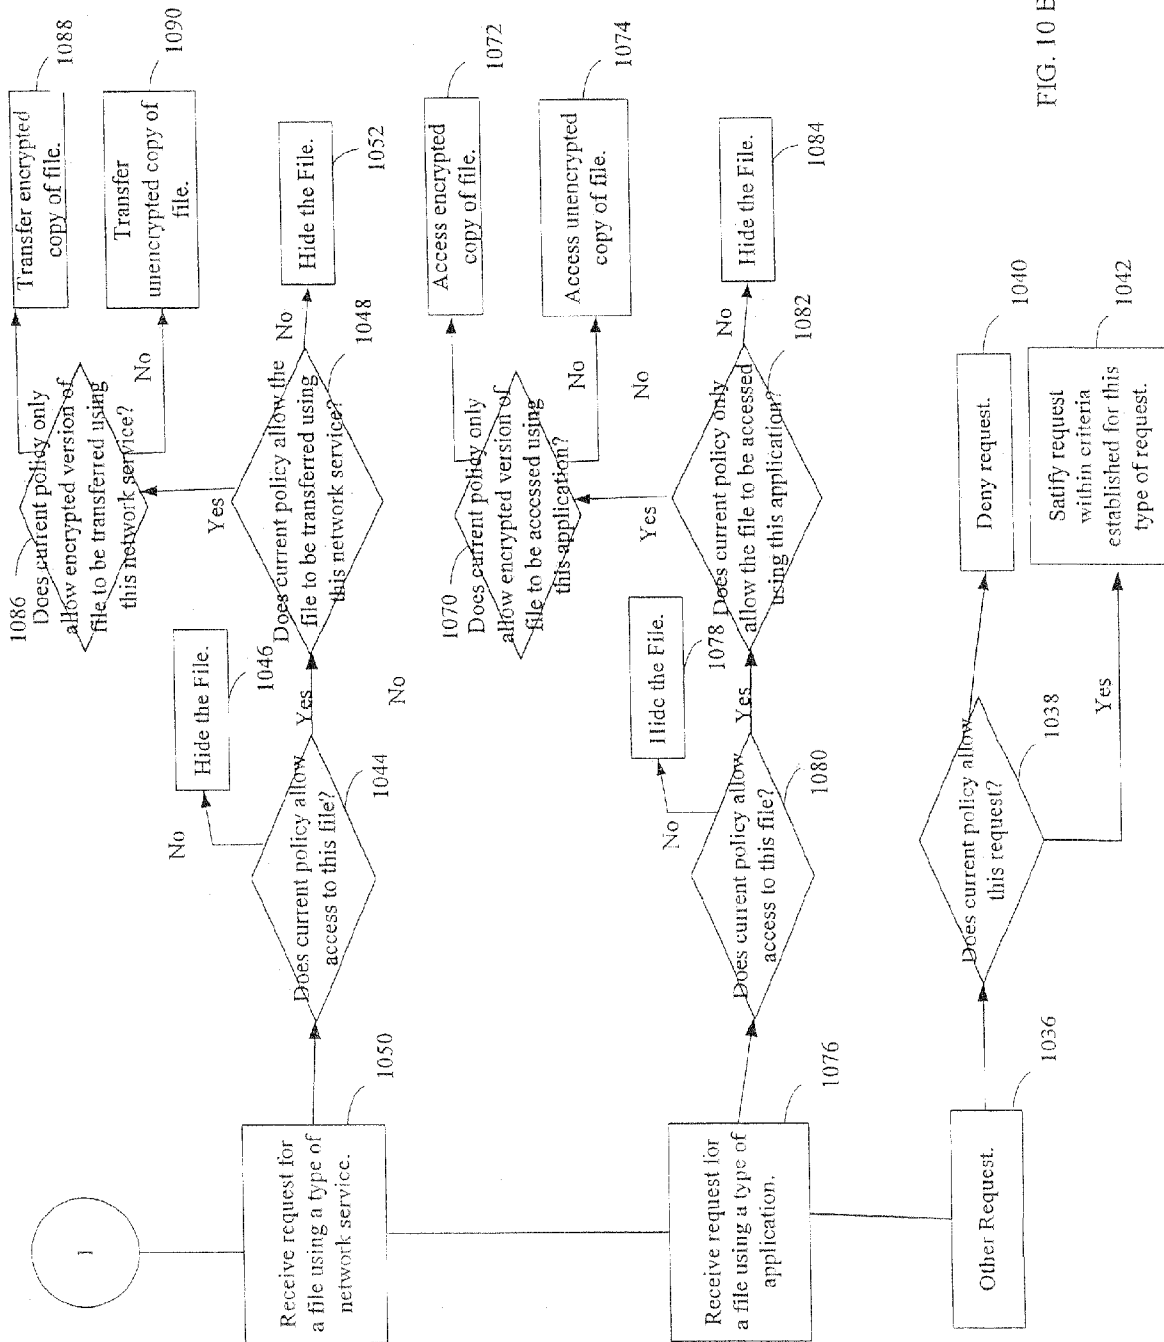 1
Receive request for
a file using a type of
network service.
1050
Does current policy allow
access to this file?
1044
No
Hide the File.
1046
Yes
Does current policy allow the
file to be transferred using
this network service?
1048
No
Hide the File.
1052
Yes
1086
Does current policy only
allow encrypted version of
file to be transferred using
this network service?
Transfer encrypted
copy of file.
1088
No
Transfer
unencrypted copy of
file.
1090
No
Receive request for
a file using a type of
application.
1076
Does current policy allow
access to this file?
1080
No
Hide the File.
1078
Yes
Does current policy only
allow the file to be accessed
using this application?
1082
No
Hide the File.
1084
Yes
1070
Does current policy only
allow encrypted version of
file to be accessed using
this application?
Access encrypted
copy of file.
1072
No
Access unencrypted
copy of file.
1074
No
Other Request.
1036
Does current policy allow
this request?
1038
Deny request.
1040
Yes
Satify request
within criteria
established for this
type of request.
1042
FIG. 10 B